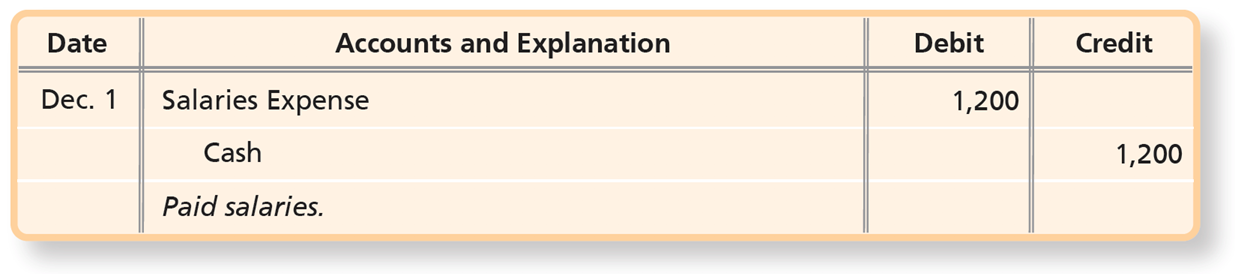 Date Accounts and Explanation Debit Credit
Dec. 1 Salaries Expense 1,200
Cash 1,200
Paid salaries.